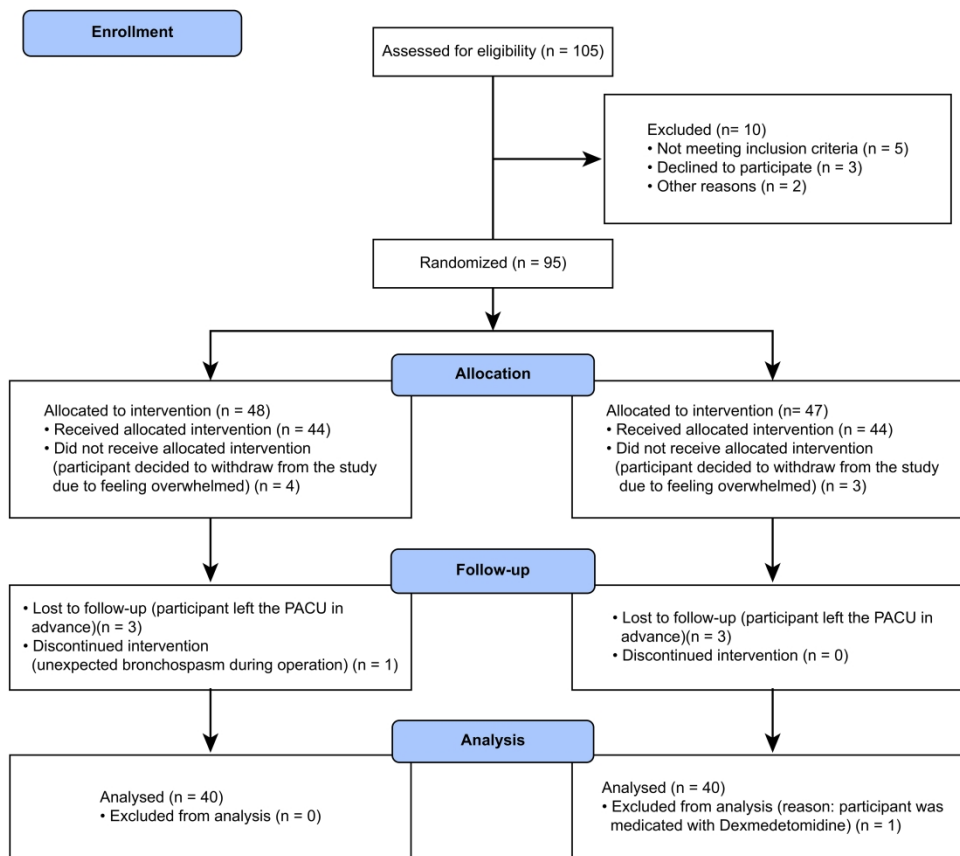 Enrollment
Assessed for eligibility (n = 105)
Excluded (n= 10)
• Not meeting inclusion criteria (n = 5)
• Declined to participate (n = 3)
• Other reasons (n = 2)
Randomized (n = 95)
Allocation
Allocated to intervention (n = 48)
• Received allocated intervention (n = 44)
• Did not receive allocated intervention
(participant decided to withdraw from the study
due to feeling overwhelmed) (n = 4)
Allocated to intervention (n= 47)
• Received allocated intervention (n = 44)
• Did not receive allocated intervention
(participant decided to withdraw from the study
due to feeling overwhelmed) (n = 3)
Follow-up
• Lost to follow-up (participant left the PACU in
advance)(n = 3)
• Discontinued intervention
(unexpected bronchospasm during operation) (n = 1)
• Lost to follow-up (participant left the PACU in
advance)(n = 3)
• Discontinued intervention (n = 0)
Analysis
Analysed (n = 40)
• Excluded from analysis (n = 0)
Analysed (n = 40)
• Excluded from analysis (reason: participant was
medicated with Dexmedetomidine) (n = 1)